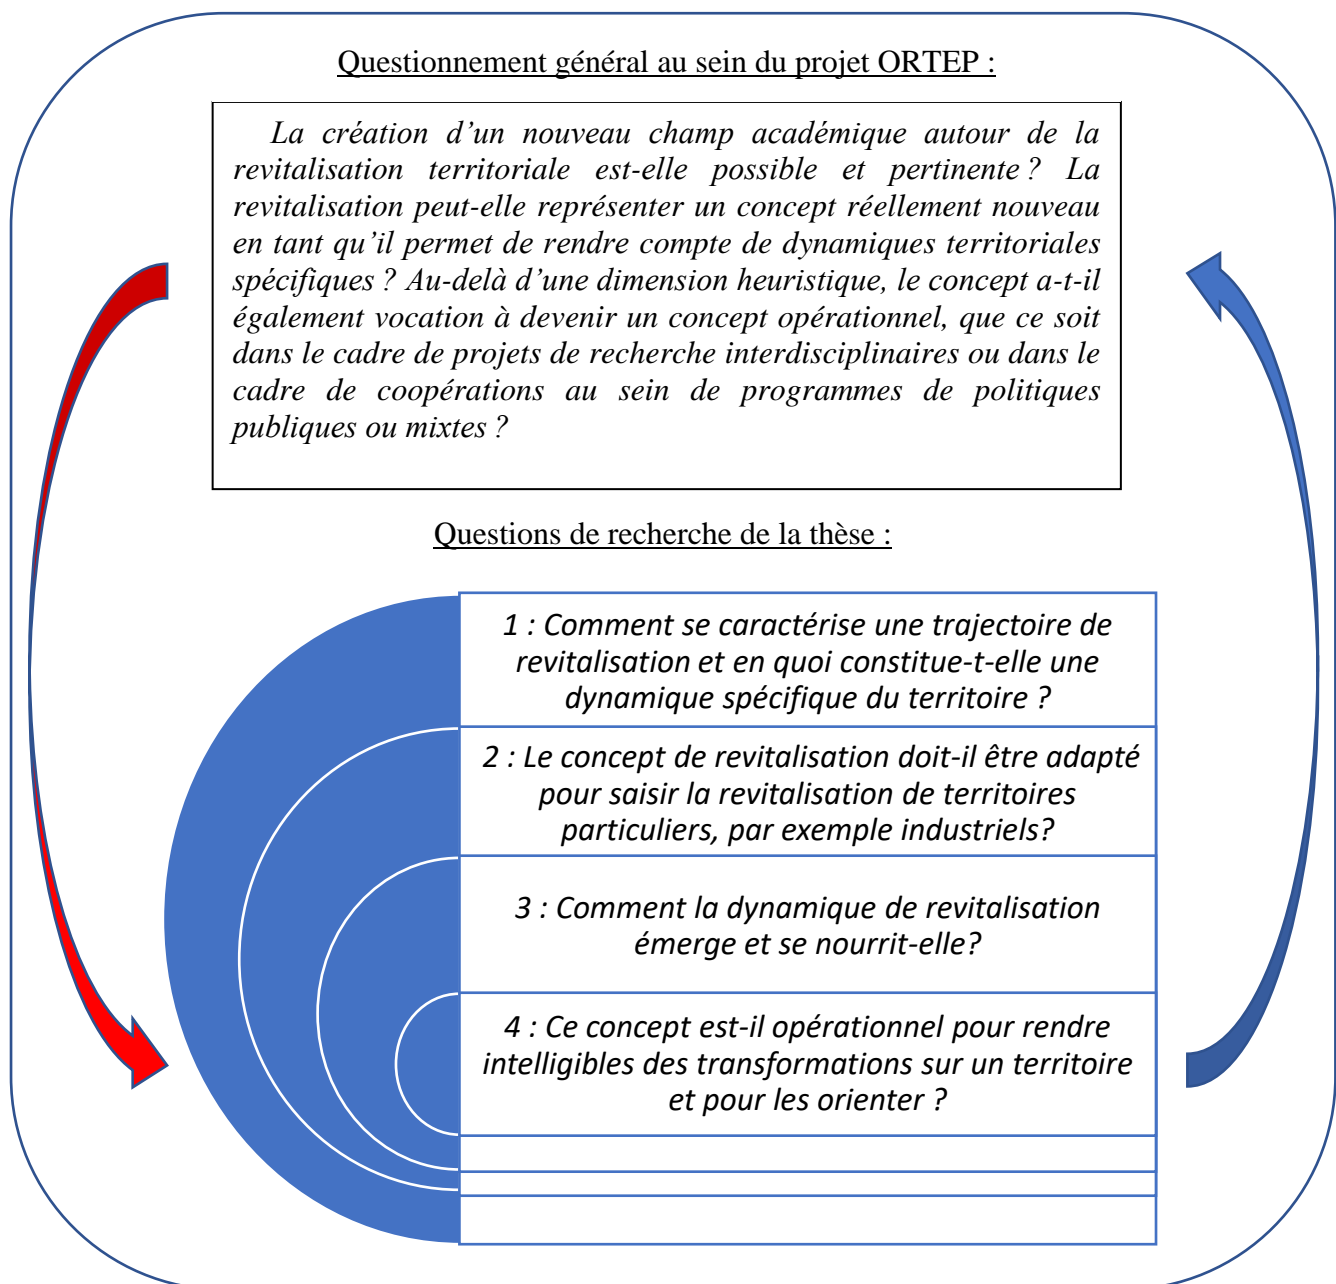 Questionnement général au sein du projet ORTEP :
La création d’un nouveau champ académique autour de la
revitalisation territoriale est-elle possible et pertinente ? La
revitalisation peut-elle représenter un concept réellement nouveau
en tant qu’il permet de rendre compte de dynamiques territoriales
spécifiques ? Au-delà d’une dimension heuristique, le concept a-t-il
également vocation à devenir un concept opérationnel, que ce soit
dans le cadre de projets de recherche interdisciplinaires ou dans le
cadre de coopérations au sein de programmes de politiques
publiques ou mixtes ?
Questions de recherche de la thèse :
1 : Comment se caractérise une trajectoire de
revitalisation et en quoi constitue-t-elle une
dynamique spécifique du territoire ?
2 : Le concept de revitalisation doit-il être adapté
pour saisir la revitalisation de territoires
particuliers, par exemple industriels?
3 : Comment la dynamique de revitalisation
émerge et se nourrit-elle?
4 : Ce concept est-il opérationnel pour rendre
intelligibles des transformations sur un territoire
et pour les orienter ?